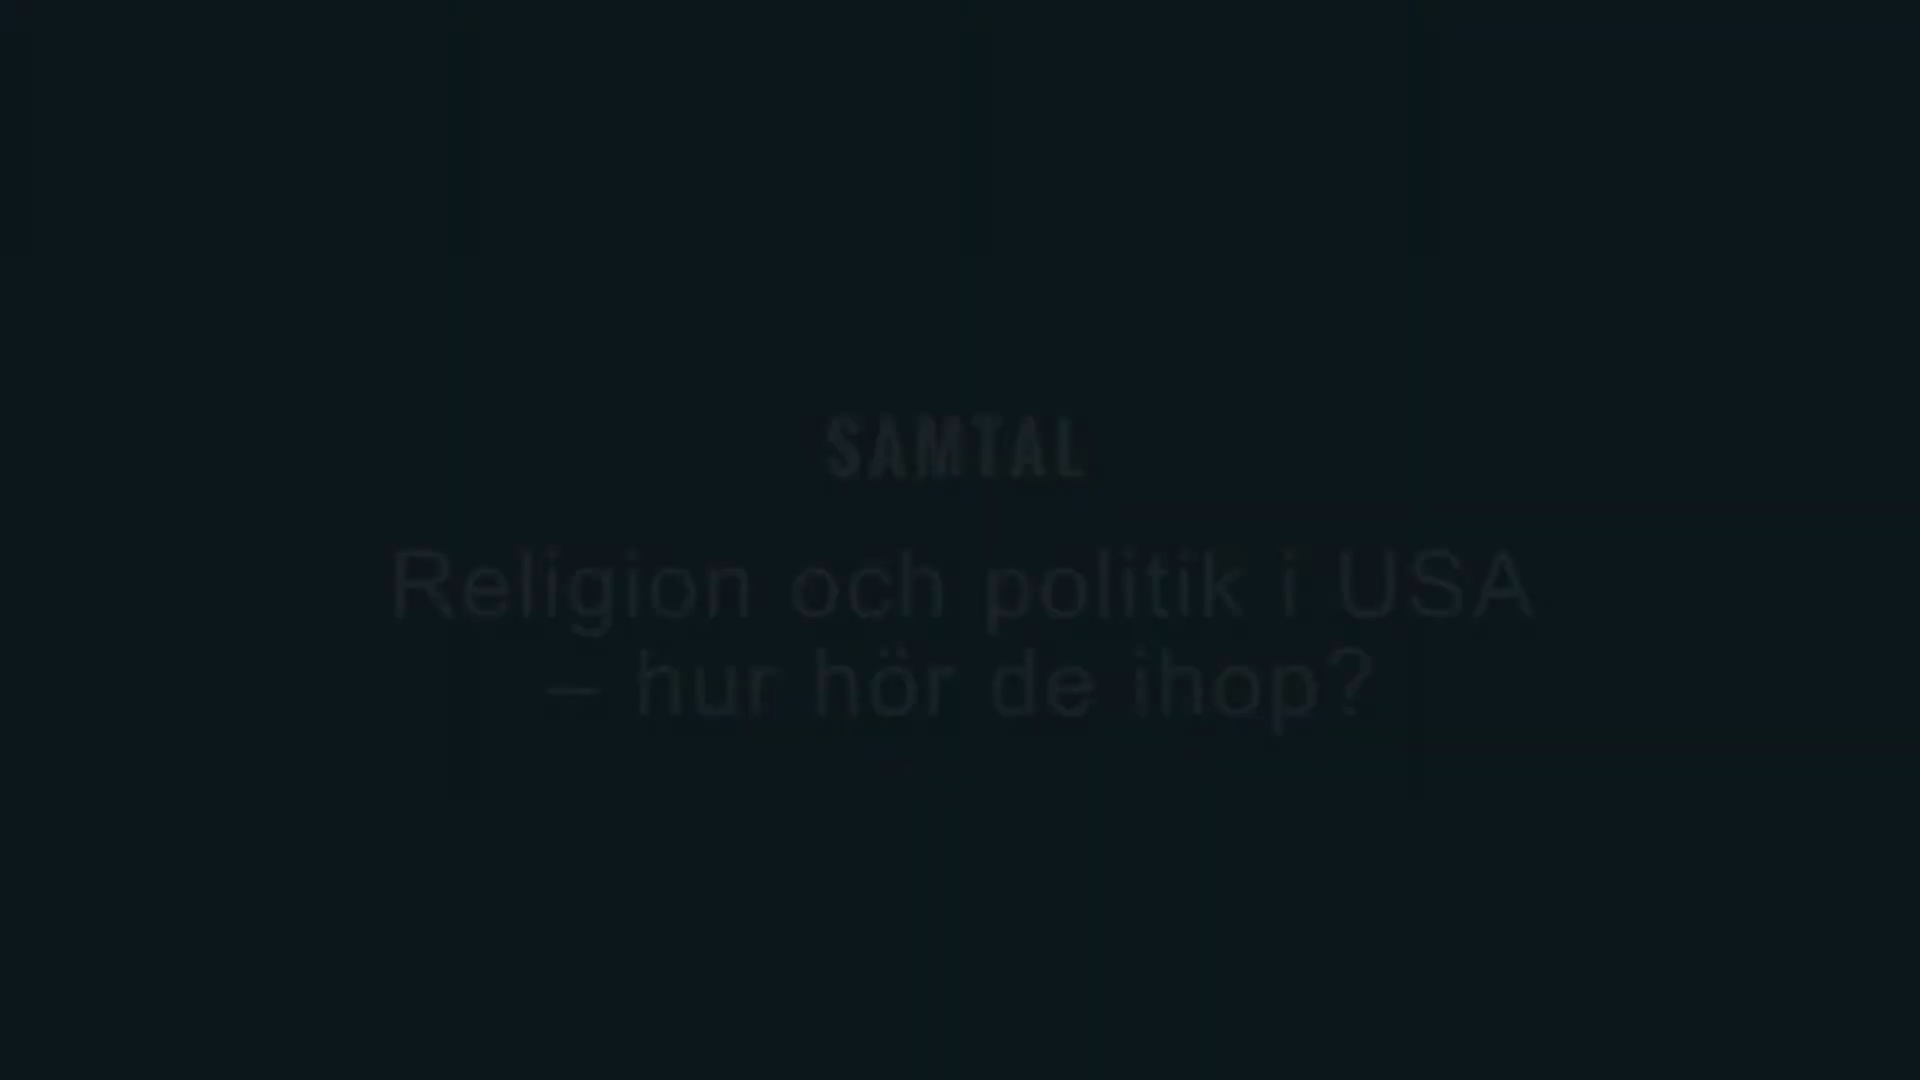 SAMTAL
Religion och politik i USA
– hur hör de ihop?